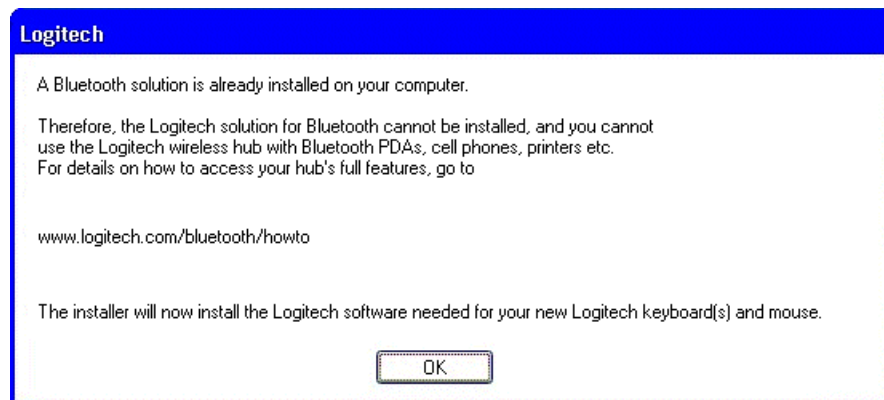 Logitech
A Bluetooth solution is already installed on your computer.
Therefore, the Logitech solution for Bluetooth cannot be installed, and you cannot
use the Logitech wireless hub with Bluetooth PDAs, cell phones, printers etc.
For details on how to access your hub's full features, go to
www.logitech.com/bluetooth/howto
The installer will now install the Logitech software needed for your new Logitech keyboard(s) and mouse.
OK